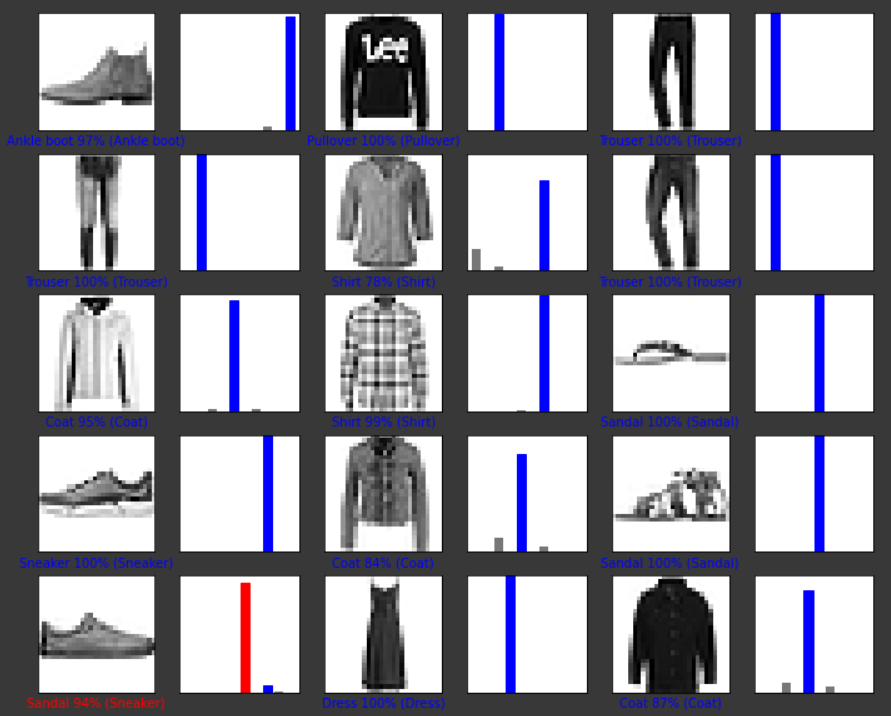 Lee
Ankle boot 97% (Ankle boot)
Pullover 100% (Pullover)
Trouser 100% (Trouser)
Trouser 100% (Trouser)
Shirt 78% (Shirt)
Trouser 100% (Trouser)
Coat 95% (Coat)
Shirt 99% (Shirt)
Sandal 100% (Sandal)
Sneaker 100% (Sneaker)
Coat 84% (Coat)
Sandal 100% (Sandal)
Sandal 94% (Sneaker)
Dress 100% (Dress)
Coat 87% (Coat)